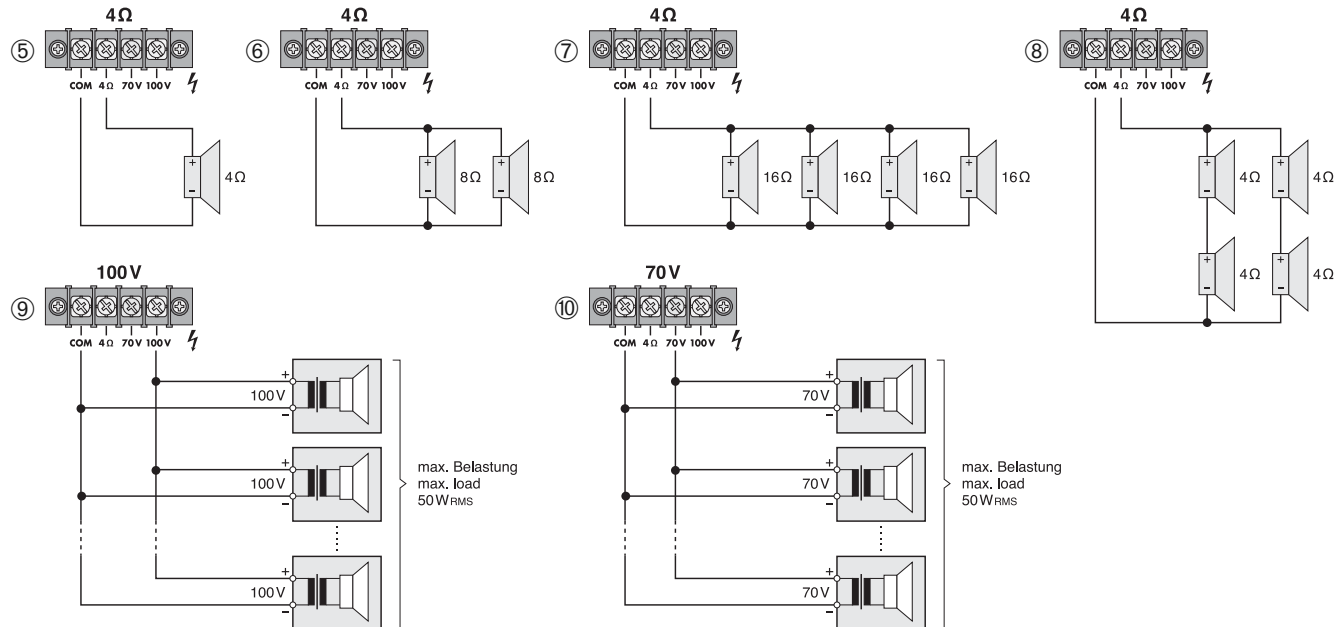 ⑤ 4Ω
COM 4Ω 70V 100V
4Ω
⑥ 4Ω
COM 4Ω 70V 100V
+ +
8Ω 8Ω
– –
⑦ 4Ω
COM 4Ω 70V 100V
+ + + +
16Ω 16Ω 16Ω 16Ω
– – – –
⑧ 4Ω
COM 4Ω 70V 100V
+ +
4Ω 4Ω
– –
+ +
4Ω 4Ω
– –
⑨ 100V
COM 4Ω 70V 100V
+
100V
–
+
100V
–
+
100V
–
max. Belastung
max. load
50WRMS
⑩ 70V
COM 4Ω 70V 100V
+
70V
–
+
70V
–
+
70V
–
max. Belastung
max. load
50WRMS